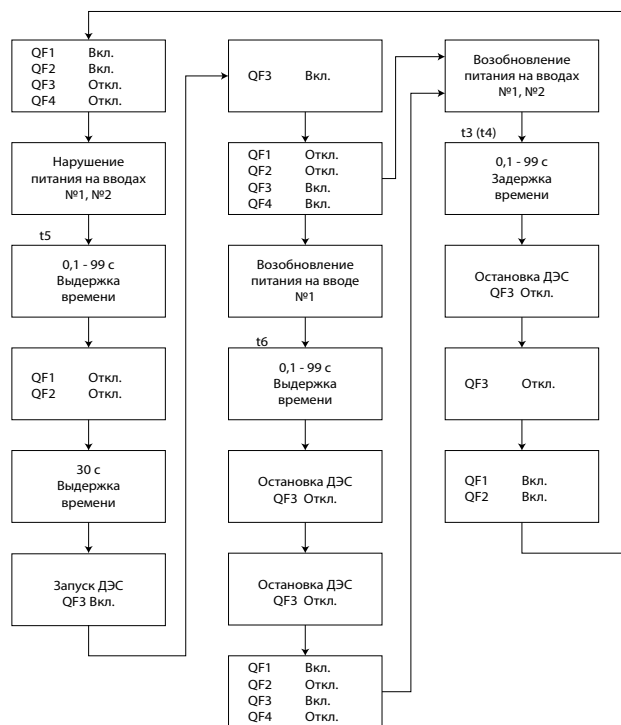 QF1 Вкл.
QF2 Вкл.
QF3 Откл.
QF4 Откл.
Нарушение
питания на вводах
№1, №2
t5
0,1 - 99 с
Выдержка
времени
QF1 Откл.
QF2 Откл.
30 с
Выдержка
времени
Запуск ДЭС
QF3 Вкл.
QF3 Вкл.
QF1 Откл.
QF2 Откл.
QF3 Вкл.
QF4 Вкл.
Возобновление
питания на вводе
№1
t6
0,1 - 99 с
Выдержка
времени
Остановка ДЭС
QF3 Откл.
Остановка ДЭС
QF3 Откл.
QF1 Вкл.
QF2 Откл.
QF3 Вкл.
QF4 Откл.
Возобновление
питания на вводах
№1, №2
t3 (t4)
0,1 - 99 с
Задержка
времени
Остановка ДЭС
QF3 Откл.
QF3 Откл.
QF1 Вкл.
QF2 Вкл.